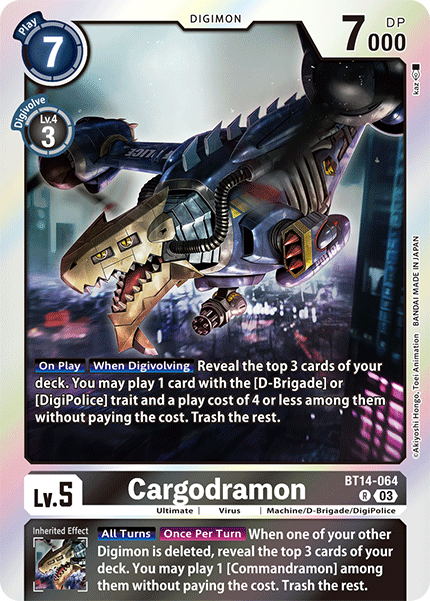 Play
7
DIGIMON
7000
DP
kaz
Digivolve
Lv.4
3
POLICE
On Play When Digivolving Reveal the top 3 cards of your
deck. You may play 1 card with the [D-Brigade] or
[DigiPolice] trait and a play cost of 4 or less among them
without paying the cost. Trash the rest.
©Akiyoshi Hongo, Toei Animation BANDAI MADE IN JAPAN
Lv.5
Cargodramon
BT14-064
R 03
Ultimate | Virus | Machine/D-Brigade/DigiPolice
Inherited Effect
All Turns Once Per Turn When one of your other
Digimon is deleted, reveal the top 3 cards of your
deck. You may play 1 [Commandramon] among
them without paying the cost. Trash the rest.